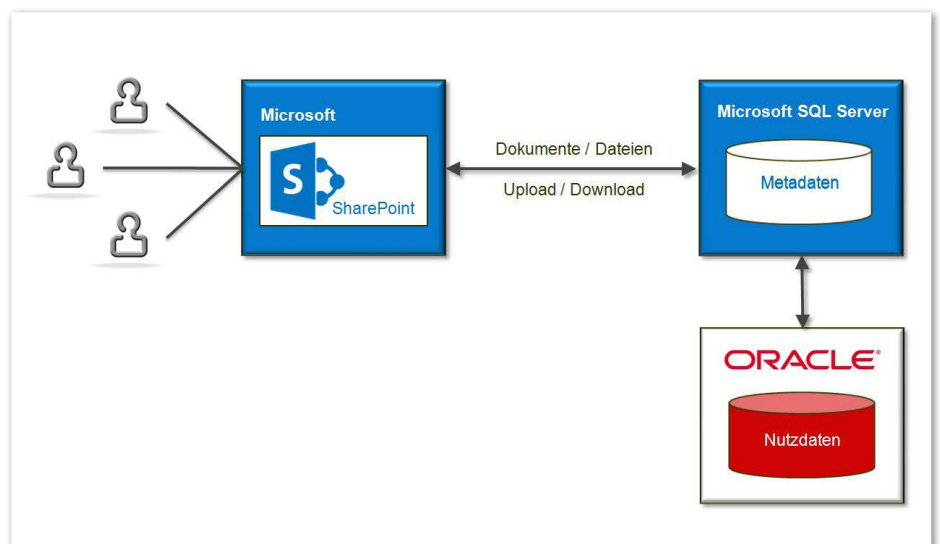 Microsoft
S
SharePoint
Dokumente / Dateien
Upload / Download
Microsoft SQL Server
Metadaten
ORACLE®
Nutzdaten